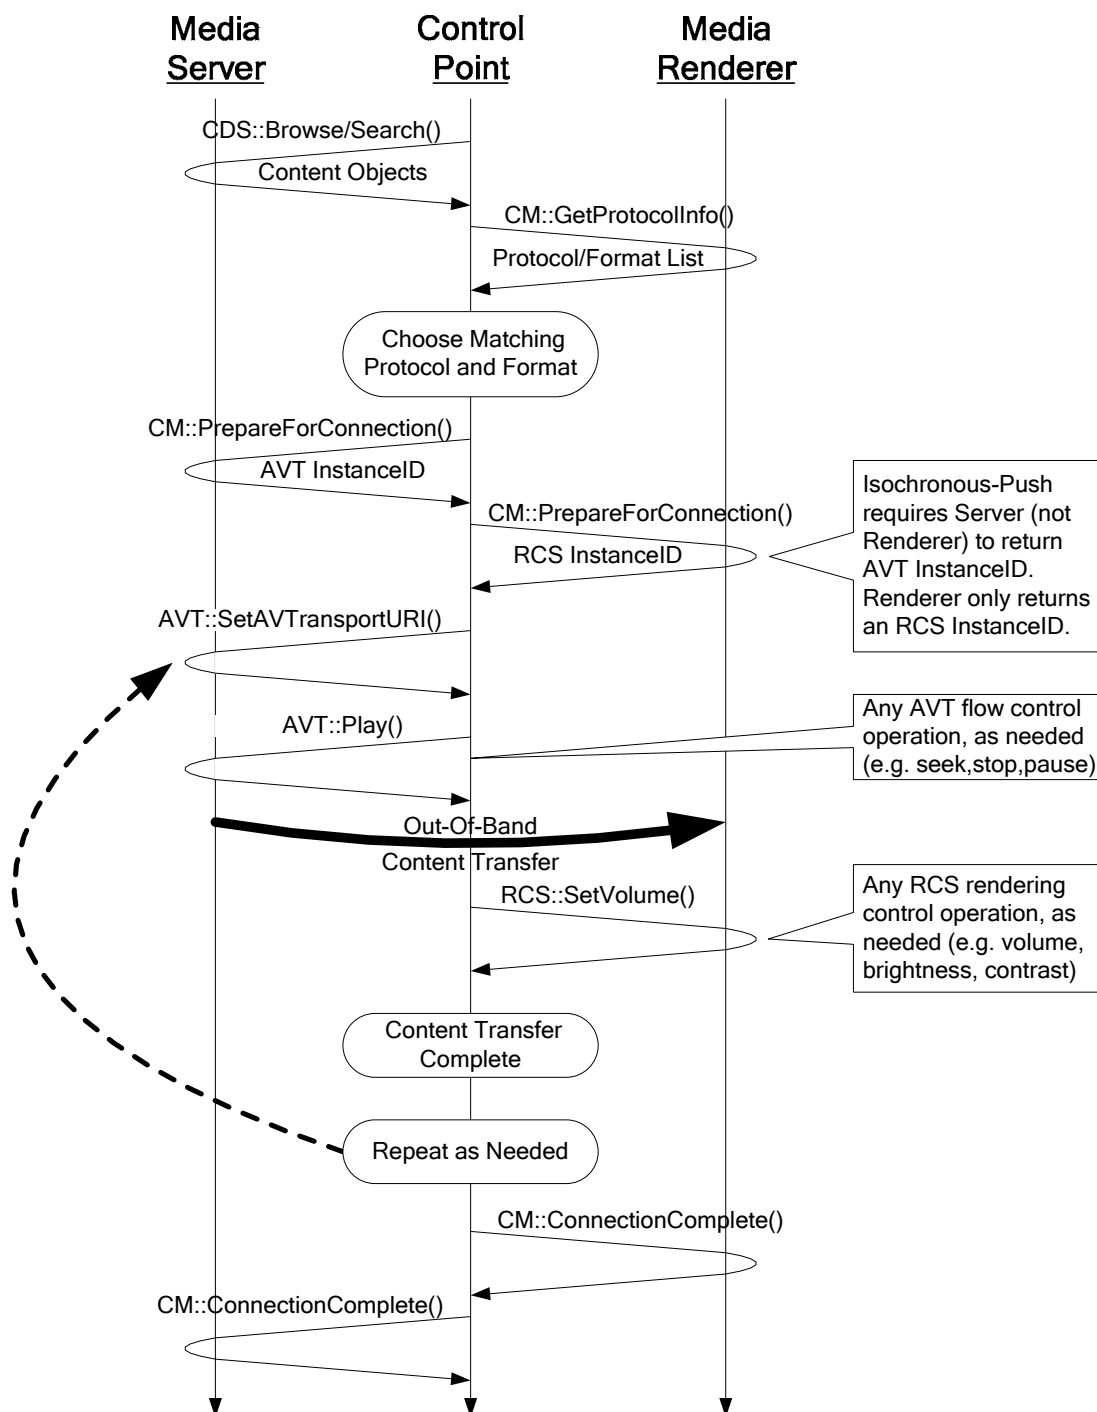 Media
Server
Control
Point
Media
Renderer
CDS::Browse/Search()
Content Objects
CM::GetProtocolInfo()
Protocol/Format List
Choose Matching
Protocol and Format
CM::PrepareForConnection()
AVT InstanceID
CM::PrepareForConnection()
RCS InstanceID
Isochronous-Push
requires Server (not
Renderer) to return
AVT InstanceID.
Renderer only returns
an RCS InstanceID.
AVT::SetAVTransportURI()
AVT::Play()
Any AVT flow control
operation, as needed
(e.g. seek,stop,pause)
Out-Of-Band
Content Transfer
RCS::SetVolume()
Any RCS rendering
control operation, as
needed (e.g. volume,
brightness, contrast)
Content Transfer
Complete
Repeat as Needed
CM::ConnectionComplete()
CM::ConnectionComplete()